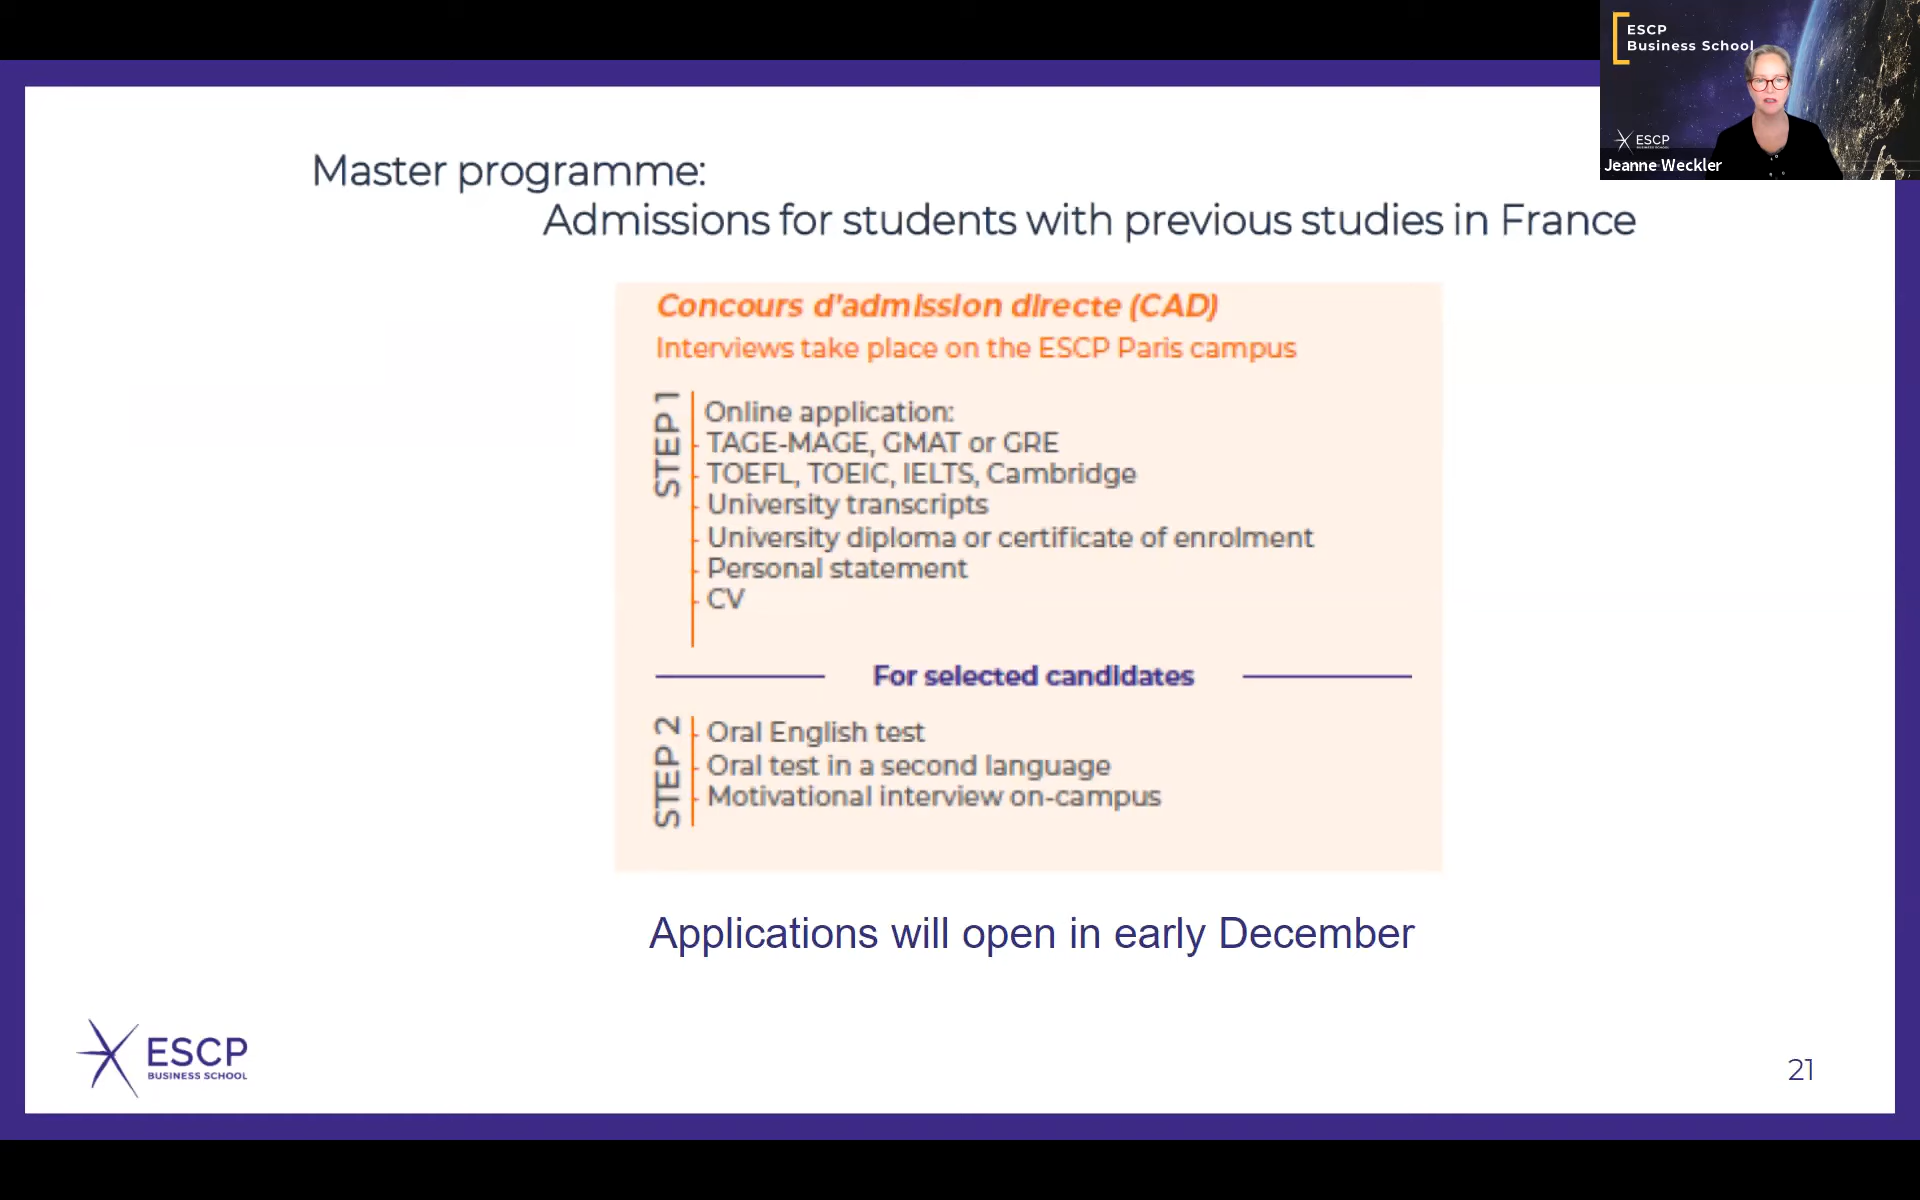 ESCP
Business School
ESCP
BUSINESS SCHOOL
Jeanne Weckler
Master programme:
Admissions for students with previous studies in France
Concours d'admission directe (CAD)
Interviews take place on the ESCP Paris campus
STEP 1
Online application:
- TAGE-MAGE, GMAT or GRE
- TOEFL, TOEIC, IELTS, Cambridge
- University transcripts
- University diploma or certificate of enrolment
- Personal statement
- CV
For selected candidates
STEP 2
- Oral English test
- Oral test in a second language
- Motivational interview on-campus
Applications will open in early December
ESCP
BUSINESS SCHOOL
21